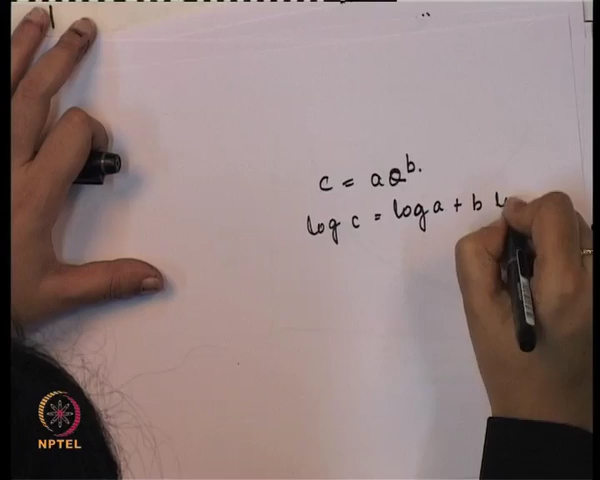 c = aQ^b.
log c = log a + b l
NPTEL